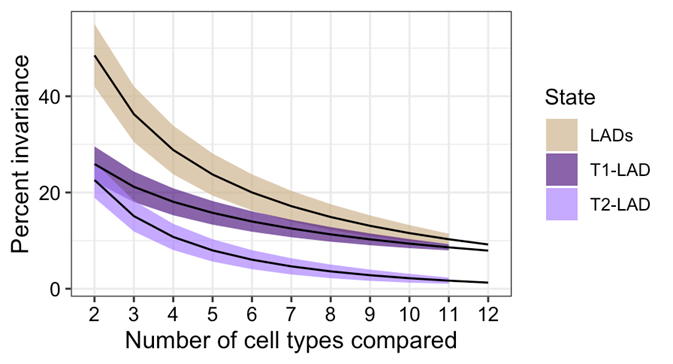 Percent invariance
40
20
0
2 3 4 5 6 7 8 9 10 11 12
Number of cell types compared
State
LADs
T1-LAD
T2-LAD